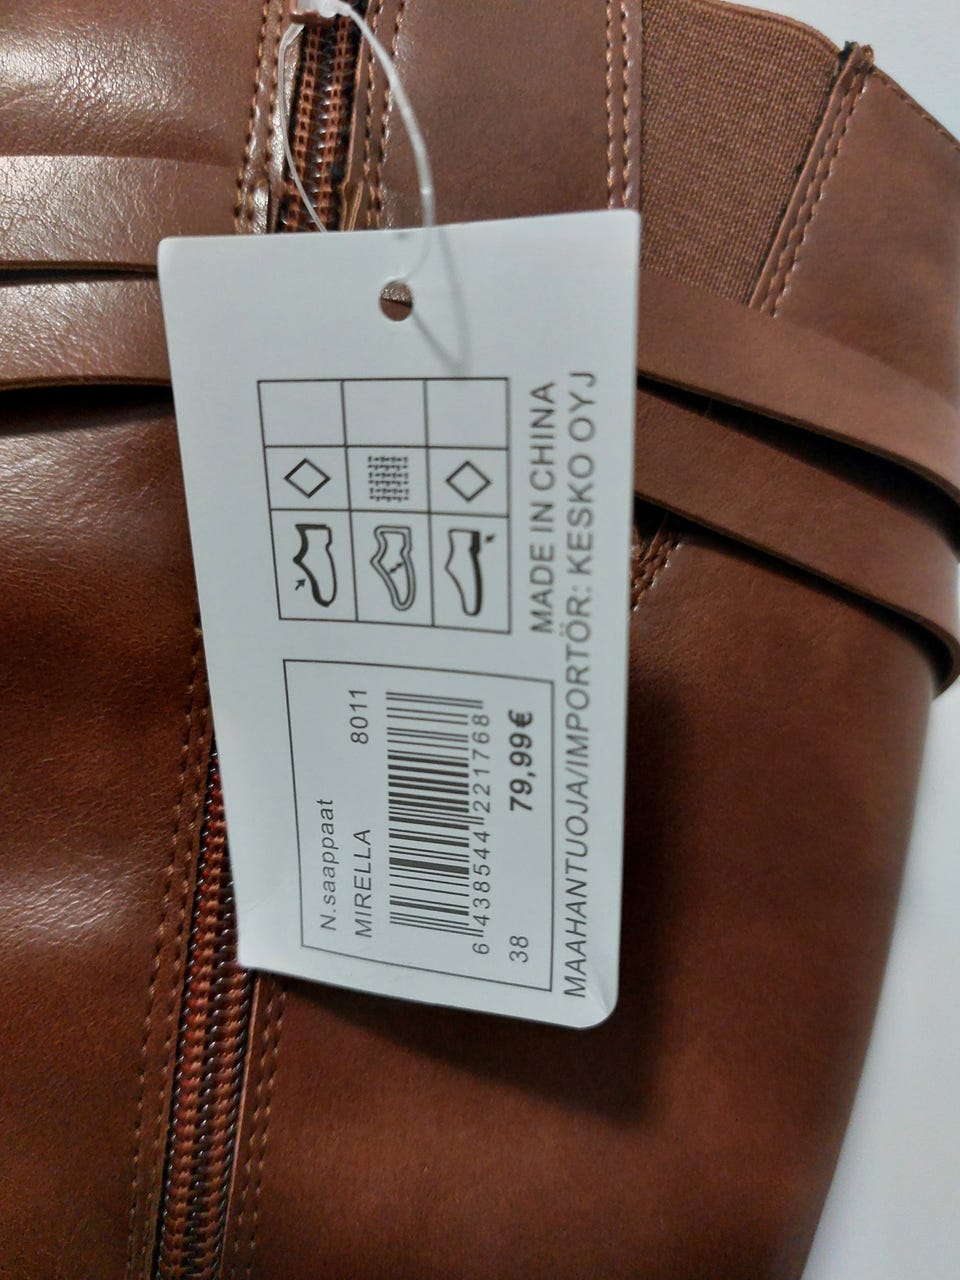 N.saappaat
MIRELLA 8011
6 438544 221768
38 79,99€
MADE IN CHINA
MAAHANTUOJA/IMPORTÖR: KESKO OYJ